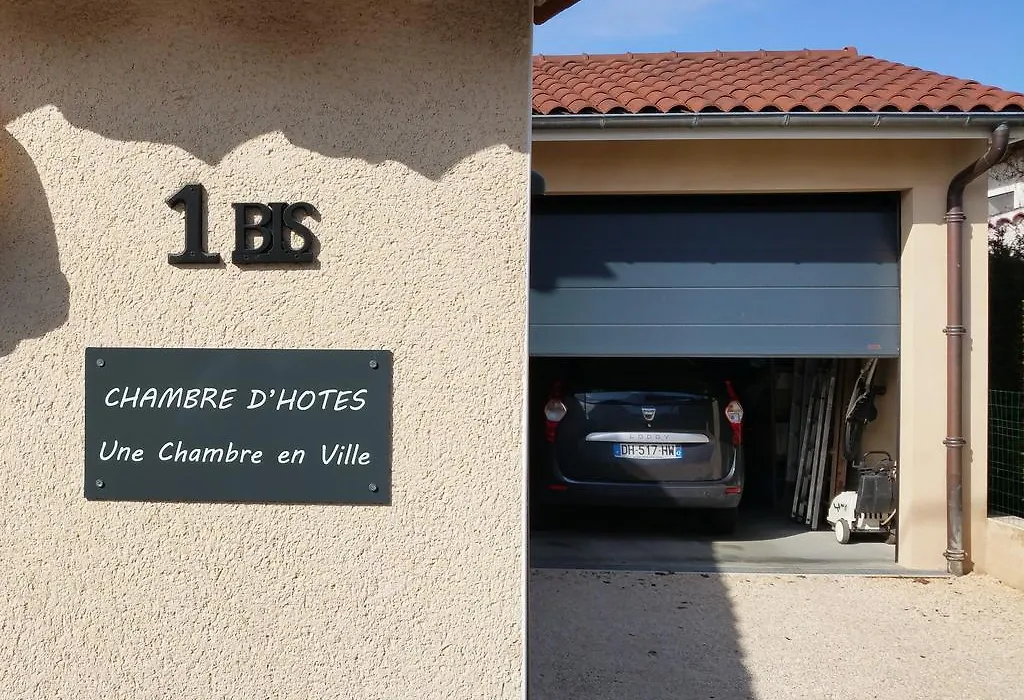 1 BIS
CHAMBRE D'HOTES
Une Chambre en Ville
LODGY
DH-517-HW